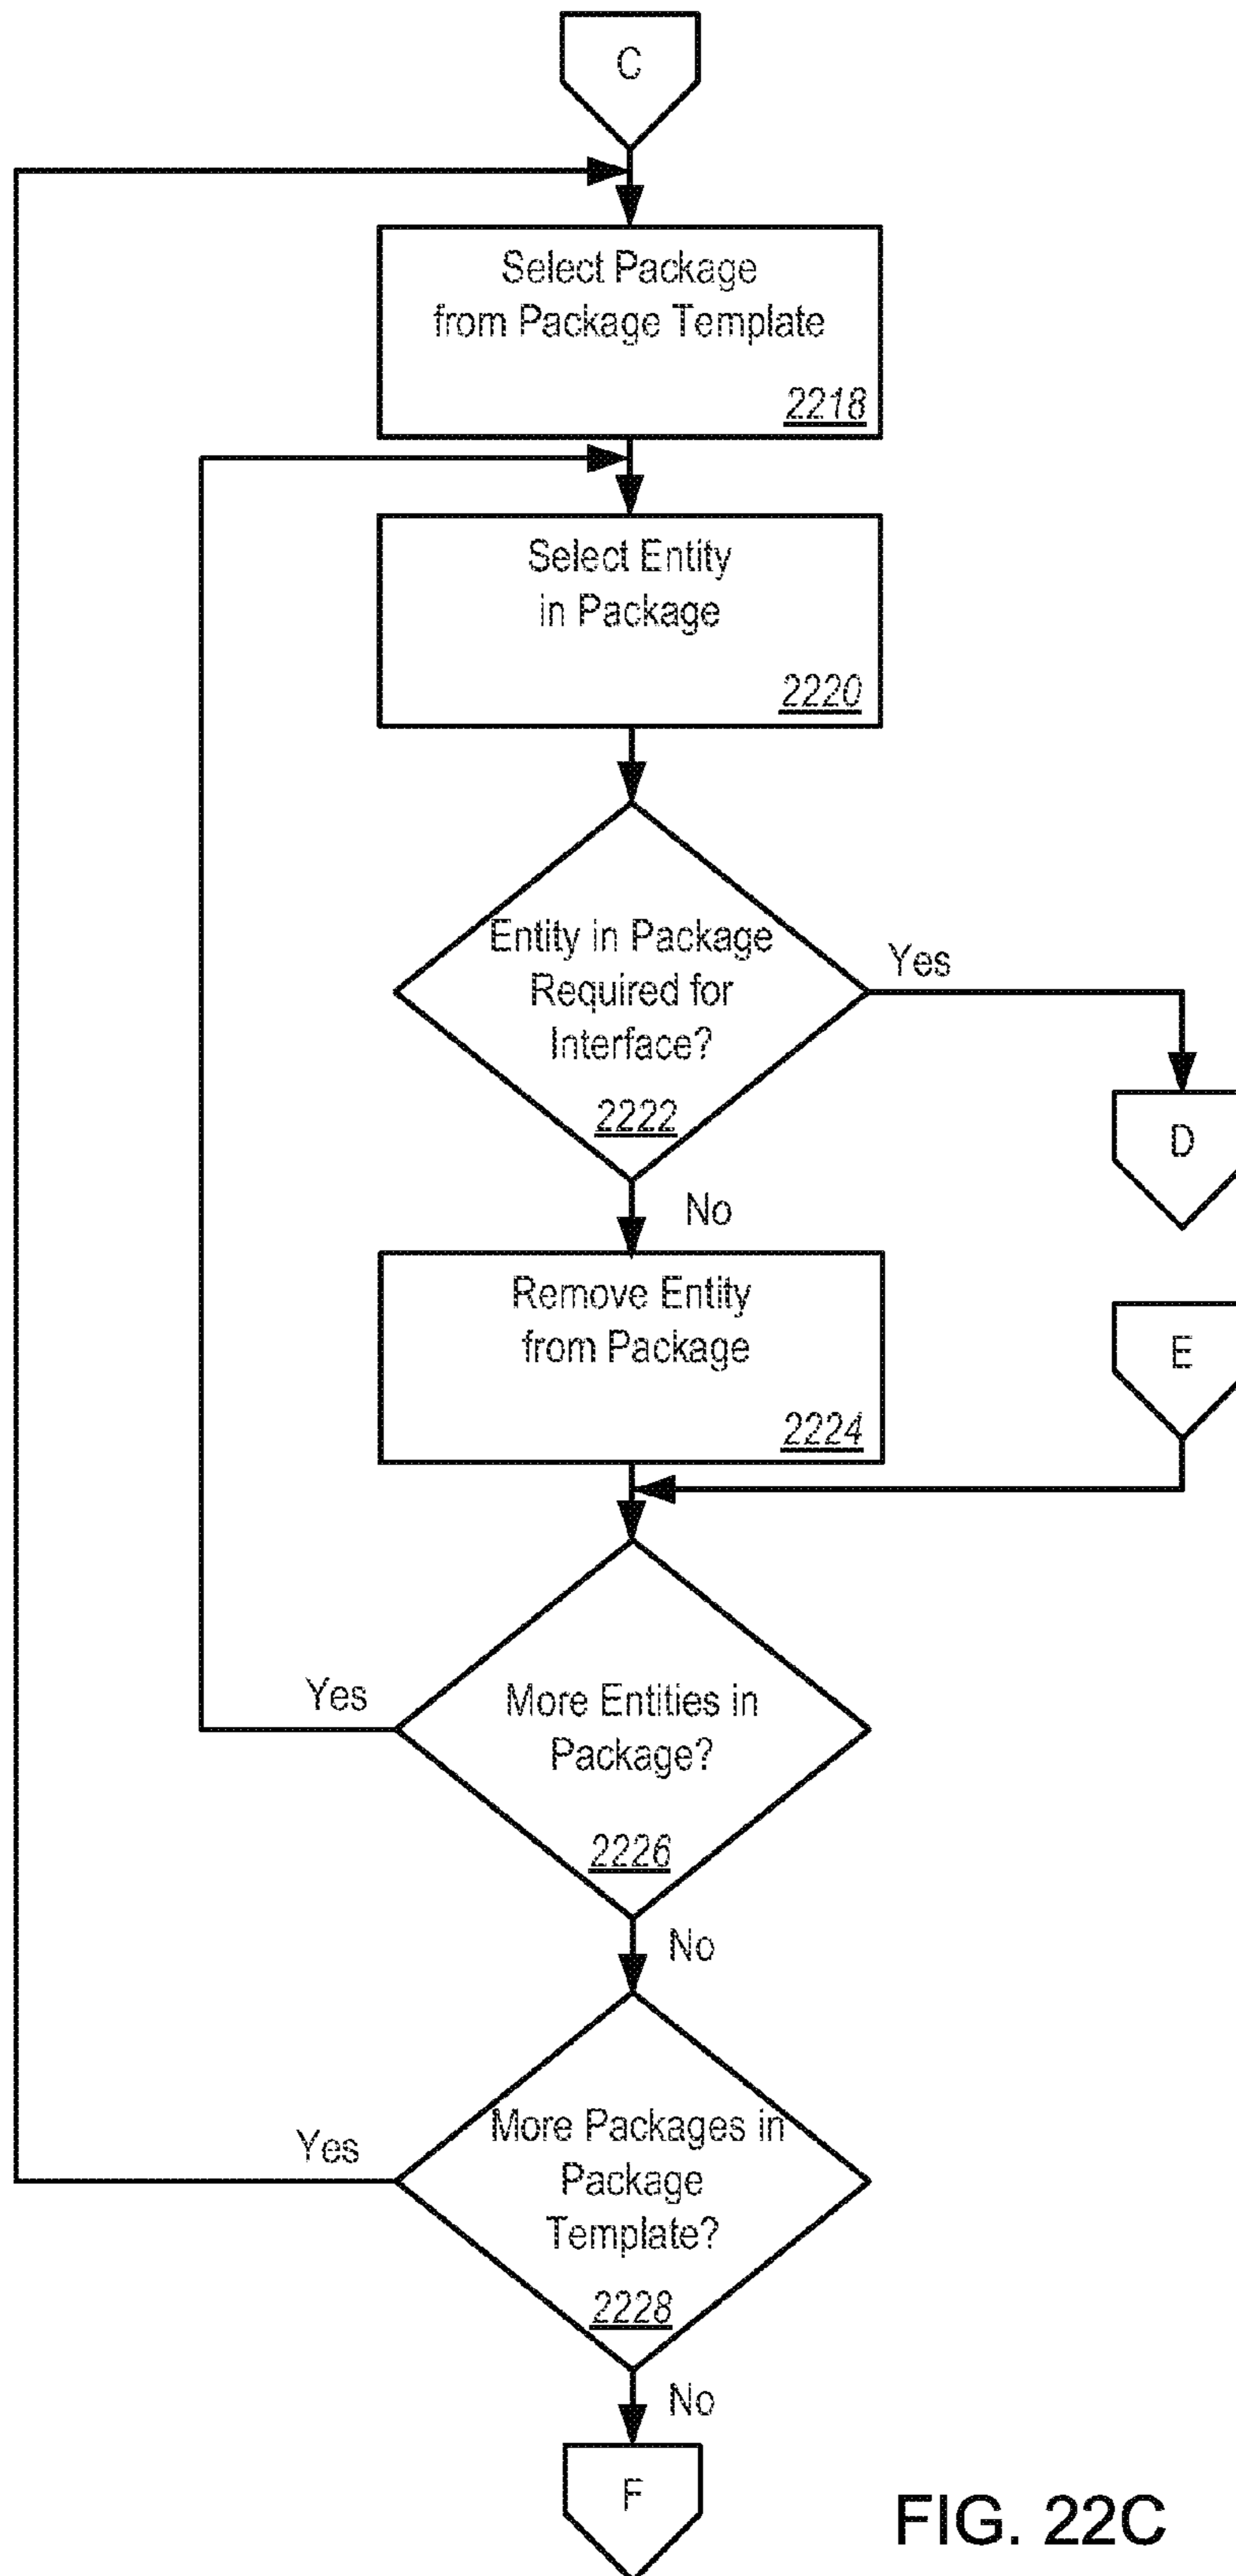 C
Select Package
from Package Template
2218
Select Entity
in Package
2220
Entity in Package
Required for
Interface?
2222
Yes
D
No
Remove Entity
from Package
2224
E
More Entities in
Package?
2226
Yes
No
More Packages in
Package
Template?
2228
Yes
No
F
FIG. 22C